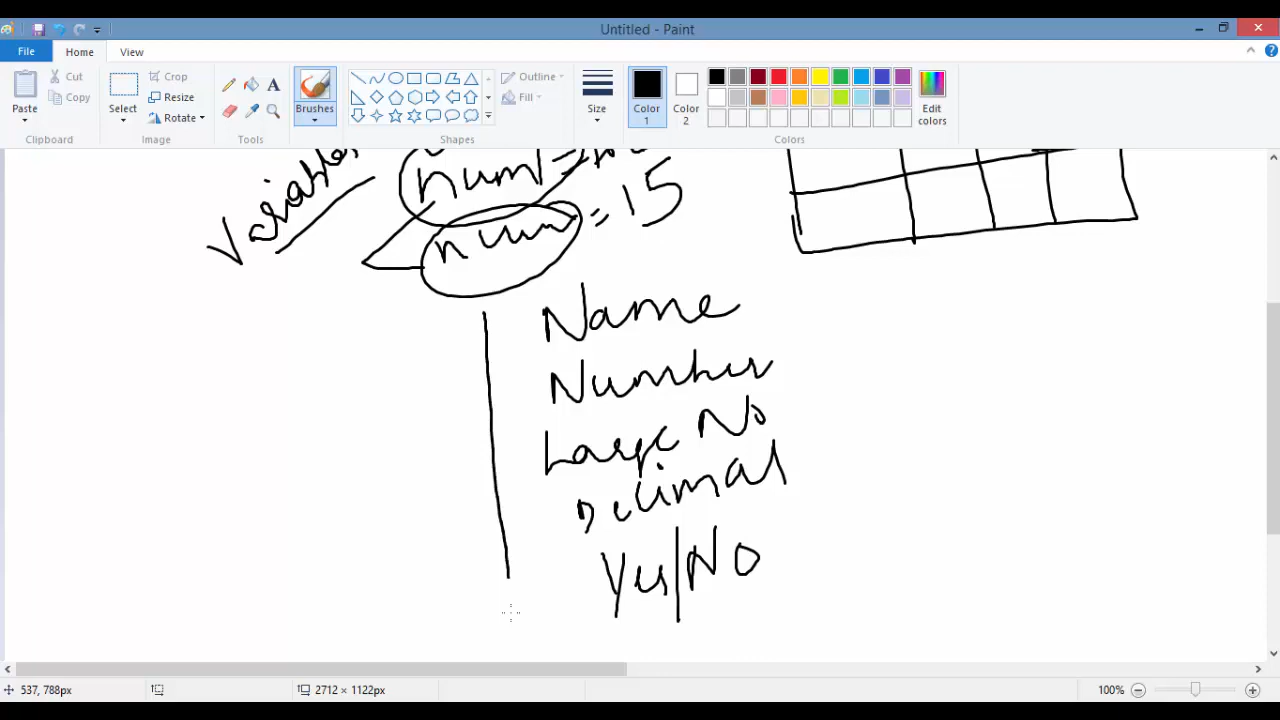 Untitled - Paint
File Home View
Paste
Cut
Copy
Clipboard
Select
Crop
Resize
Rotate
Image
Tools
Brushes
Shapes
Outline
Fill
Size
Color 1
Color 2
Edit colors
Colors
Variables
num1 =
num = 15
Name
Number
Large No
Decimal
Yes/No
537, 788px
2712 × 1122px
100%